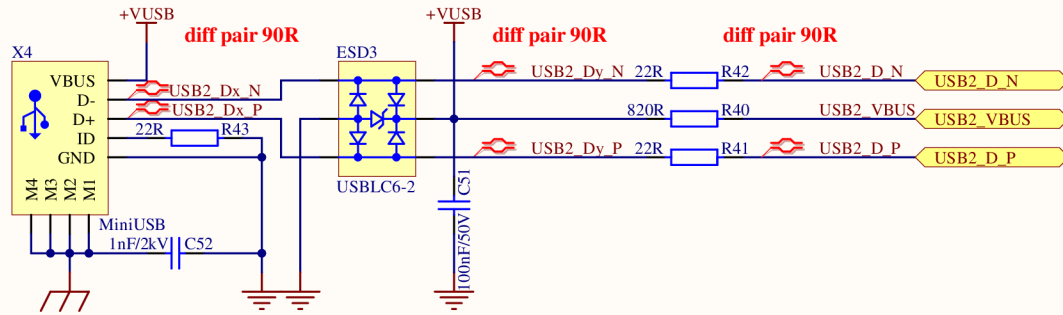 +VUSB
+VUSB
diff pair 90R
diff pair 90R
diff pair 90R
X4
ESD3
VBUS
D-
D+
ID
GND
M4
M3
M2
M1
USB2_Dx_N
USB2_Dx_P
22R
R43
MiniUSB
1nF/2kV
C52
USBLC6-2
C51
100nF/50V
USB2_Dy_N
22R
R42
USB2_D_N
USB2_D_N
820R
R40
USB2_VBUS
USB2_VBUS
USB2_Dy_P
22R
R41
USB2_D_P
USB2_D_P